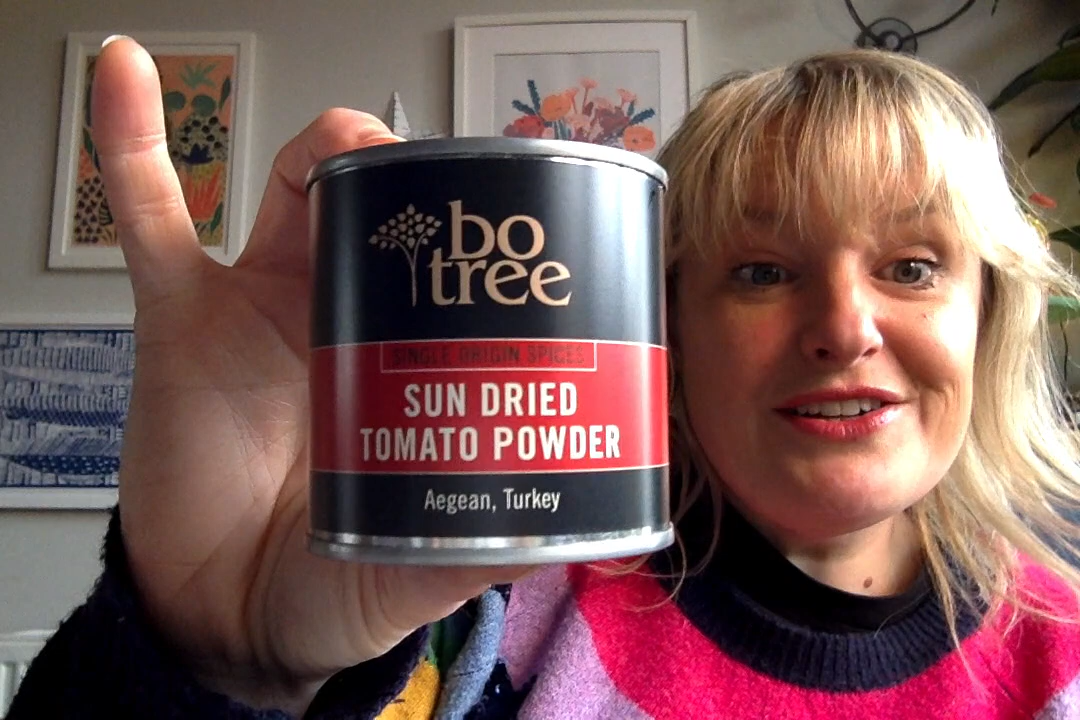 bo
tree
SINGLE ORIGIN SPICES
SUN DRIED
TOMATO POWDER
Aegean, Turkey